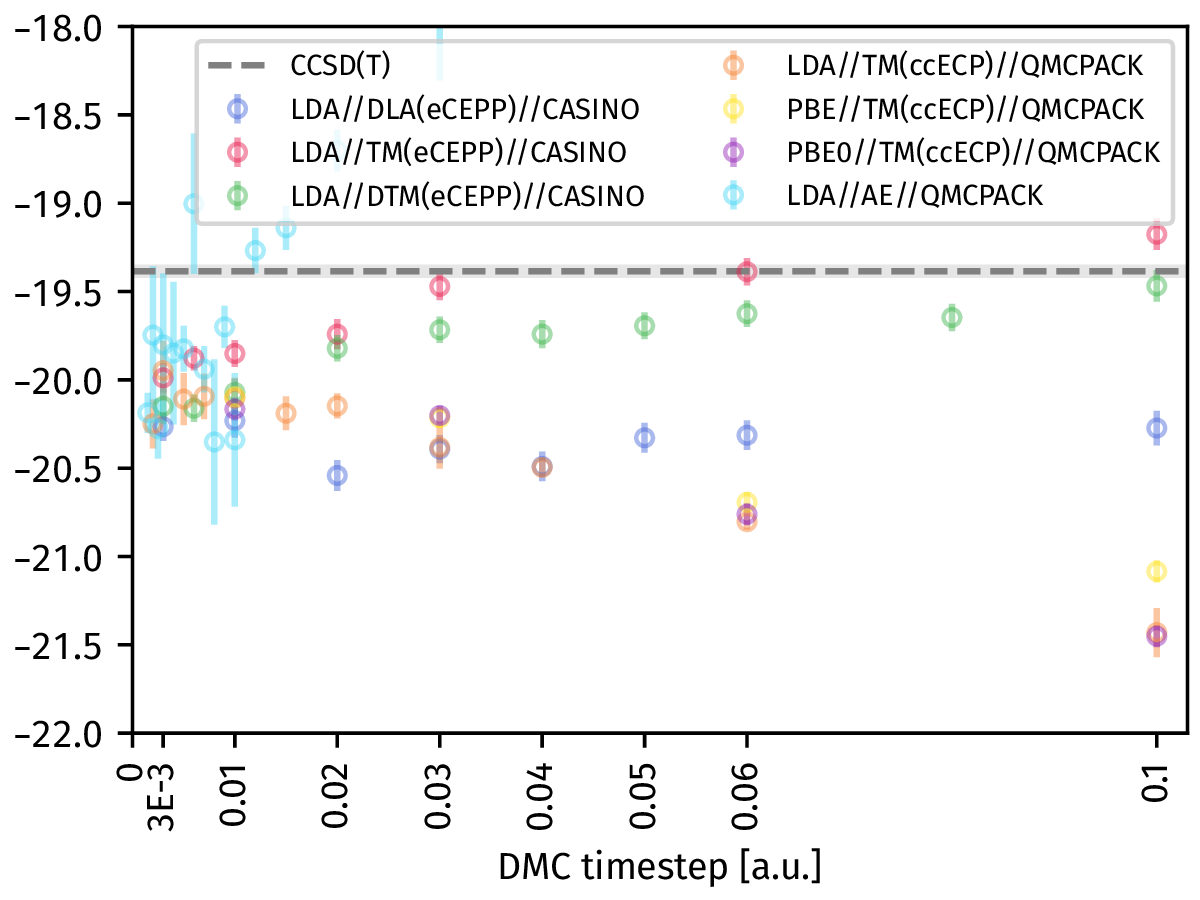 −18.0
−18.5
−19.0
−19.5
−20.0
−20.5
−21.0
−21.5
−22.0
CCSD(T)
LDA//DLA(eCEPP)//CASINO
LDA//TM(eCEPP)//CASINO
LDA//DTM(eCEPP)//CASINO
LDA//TM(ccECP)//QMCPACK
PBE//TM(ccECP)//QMCPACK
PBE0//TM(ccECP)//QMCPACK
LDA//AE//QMCPACK
0
3E-3
0.01
0.02
0.03
0.04
0.05
0.06
0.1
DMC timestep [a.u.]